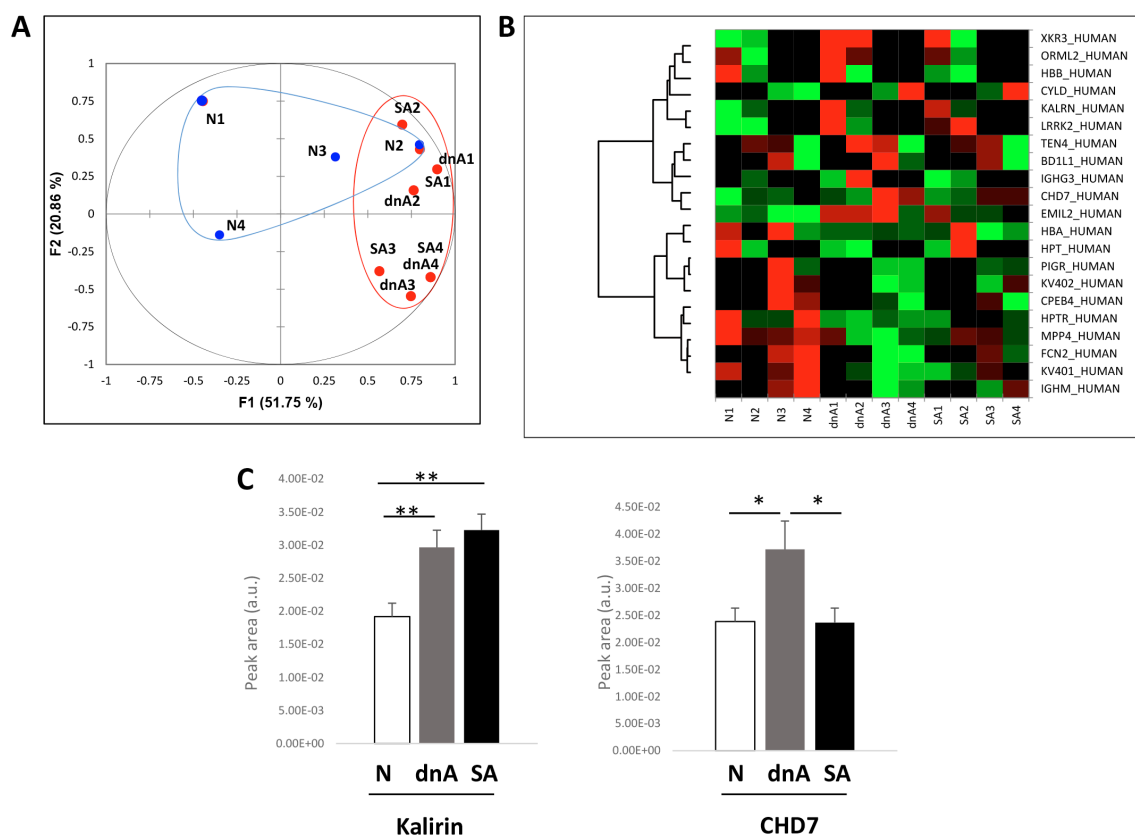 A
1
0.75
0.5
0.25
0
0.25
-0.5
-0.75
-1
-1
-0.75
-0.5
-0.25
0
0.25
0.5
0.75
1
F2 (20.86 %)
F1 (51.75 %)
N1
N3
N4
SA2
N2
dnA1
SA1
dnA2
SA3
SA4
dnA4
dnA3
B
XKR3_HUMAN
ORML2_HUMAN
HBB_HUMAN
CYLD_HUMAN
KALRN_HUMAN
LRRK2_HUMAN
TEN4_HUMAN
BD1L1_HUMAN
IGHG3_HUMAN
CHD7_HUMAN
EMIL2_HUMAN
HBA_HUMAN
HPT_HUMAN
PIGR_HUMAN
KV402_HUMAN
CPEB4_HUMAN
HPTR_HUMAN
MPP4_HUMAN
FCN2_HUMAN
KV401_HUMAN
IGHM_HUMAN
N1
N2
N3
N4
dnA1
dnA2
dnA3
dnA4
SA1
SA2
SA3
SA4
C
4.00E-02
3.50E-02
3.00E-02
2.50E-02
2.00E-02
1.50E-02
1.00E-02
5.00E-03
0.00E+00
Peak area (a.u.)
**
**
N dnA SA
Kalirin
4.50E-02
4.00E-02
3.50E-02
3.00E-02
2.50E-02
2.00E-02
1.50E-02
1.00E-02
5.00E-03
0.00E+00
Peak area (a.u.)
* *
N dnA SA
CHD7